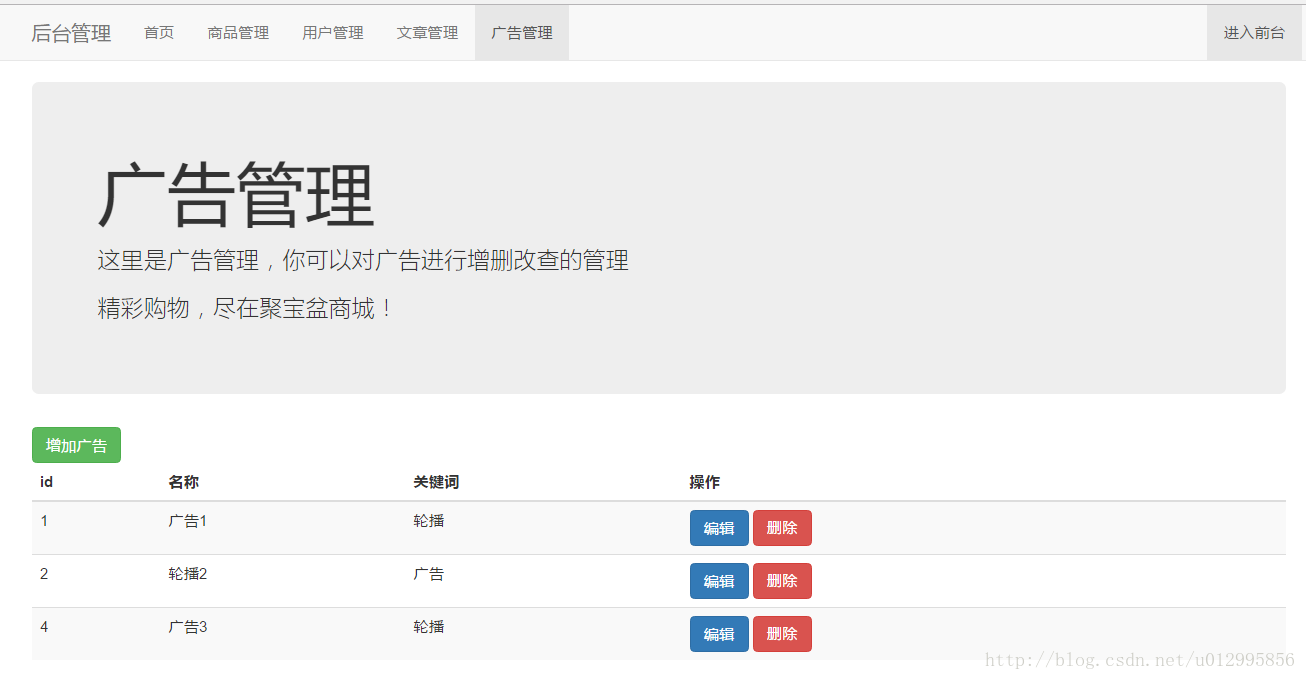 后台管理 首页 商品管理 用户管理 文章管理 广告管理 进入前台
广告管理
这里是广告管理，你可以对广告进行增删改查的管理
精彩购物，尽在聚宝盆商城！
增加广告
id 名称 关键词 操作
1 广告1 轮播 编辑 删除
2 轮播2 广告 编辑 删除
4 广告3 轮播 编辑 删除
http://blog.csdn.net/u012995856